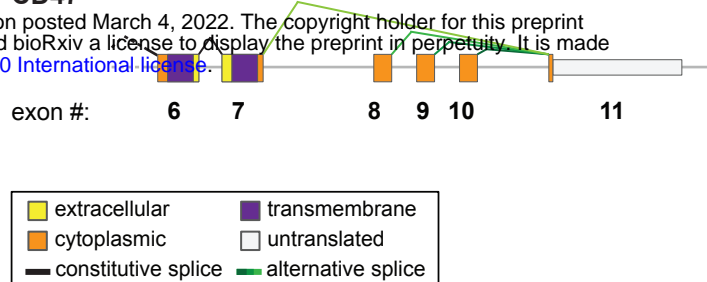 CD47
on posted March 4, 2022. The copyright holder for this preprint
d bioRxiv a license to display the preprint in perpetuity. It is made
0 International license.
exon #: 6 7 8 9 10 11
extracellular transmembrane
cytoplasmic untranslated
constitutive splice alternative splice